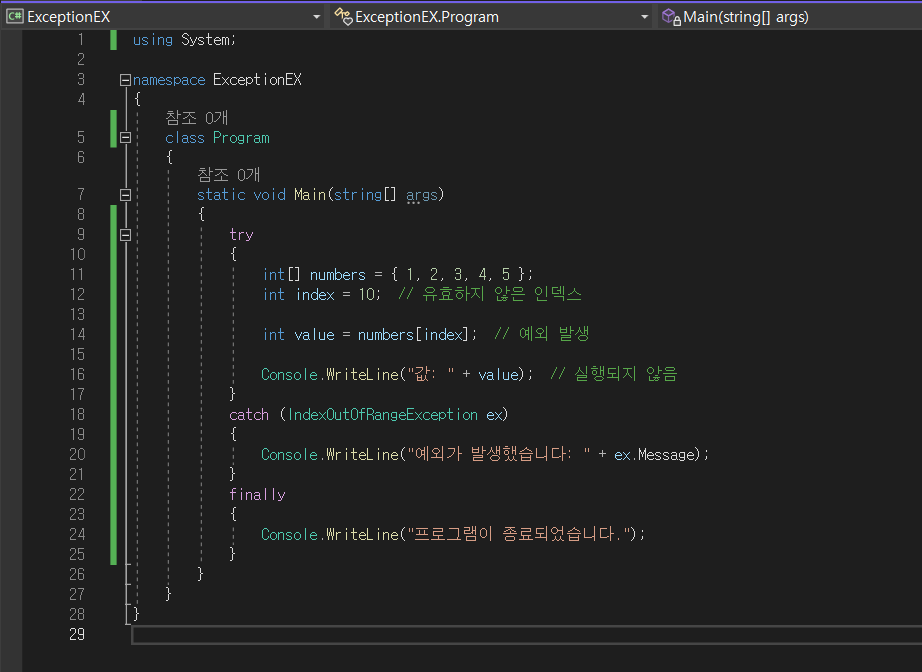 C# ExceptionEX ExceptionEX.Program Main(string[] args)
1 using System;
2
3 namespace ExceptionEX
4 {
참조 0개
5 class Program
6 {
참조 0개
7 static void Main(string[] args)
8 {
9 try
10 {
11 int[] numbers = { 1, 2, 3, 4, 5 };
12 int index = 10; // 유효하지 않은 인덱스
13
14 int value = numbers[index]; // 예외 발생
15
16 Console.WriteLine("값: " + value); // 실행되지 않음
17 }
18 catch (IndexOutOfRangeException ex)
19 {
20 Console.WriteLine("예외가 발생했습니다: " + ex.Message);
21 }
22 finally
23 {
24 Console.WriteLine("프로그램이 종료되었습니다.");
25 }
26 }
27 }
28 }
29